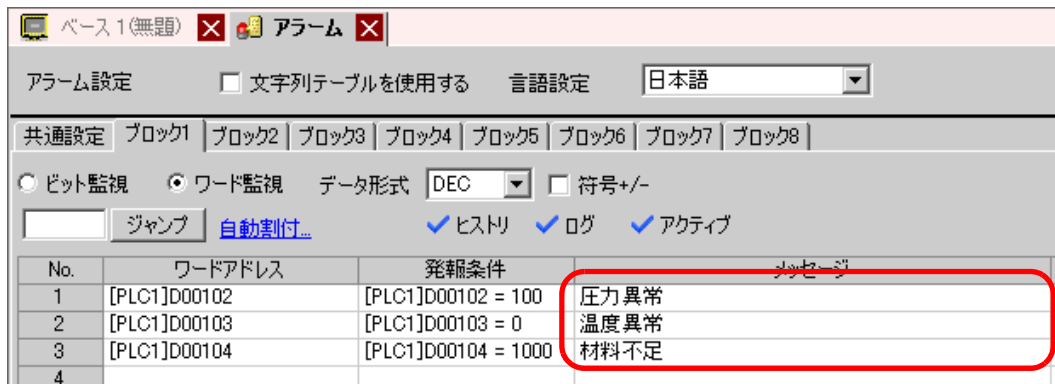 ベース1(無題) アラーム
アラーム設定 文字列テーブルを使用する 言語設定 日本語
共通設定 ブロック1 ブロック2 ブロック3 ブロック4 ブロック5 ブロック6 ブロック7 ブロック8
ビット監視 ワード監視 データ形式 DEC 符号+/-
ジャンプ 自動割付... ヒストリ ログ アクティブ
No. ワードアドレス 発報条件 メッセージ
1 [PLC1]D00102 [PLC1]D00102 = 100 圧力異常
2 [PLC1]D00103 [PLC1]D00103 = 0 温度異常
3 [PLC1]D00104 [PLC1]D00104 = 1000 材料不足
4